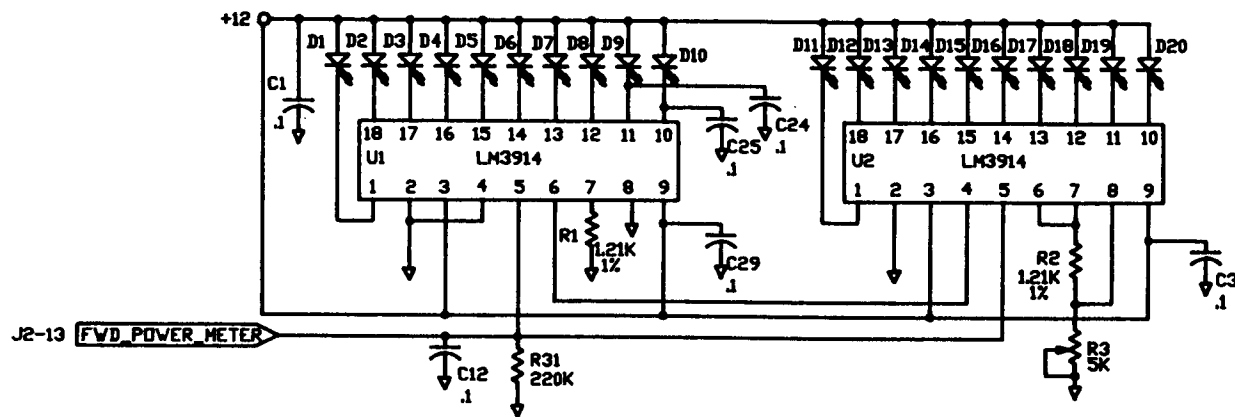 +12
D1 D2 D3 D4 D5 D6 D7 D8 D9 D10
D11 D12 D13 D14 D15 D16 D17 D18 D19 D20
C1
.1
C24
.1
C25
.1
18 17 16 15 14 13 12 11 10
U1 LM3914
1 2 3 4 5 6 7 8 9
18 17 16 15 14 13 12 11 10
U2 LM3914
1 2 3 4 5 6 7 8 9
R1
1.21K
1%
C29
.1
R2
1.21K
1%
C3
.1
J2-13 FWD_POWER_METER
C12
.1
R31
220K
R3
5K